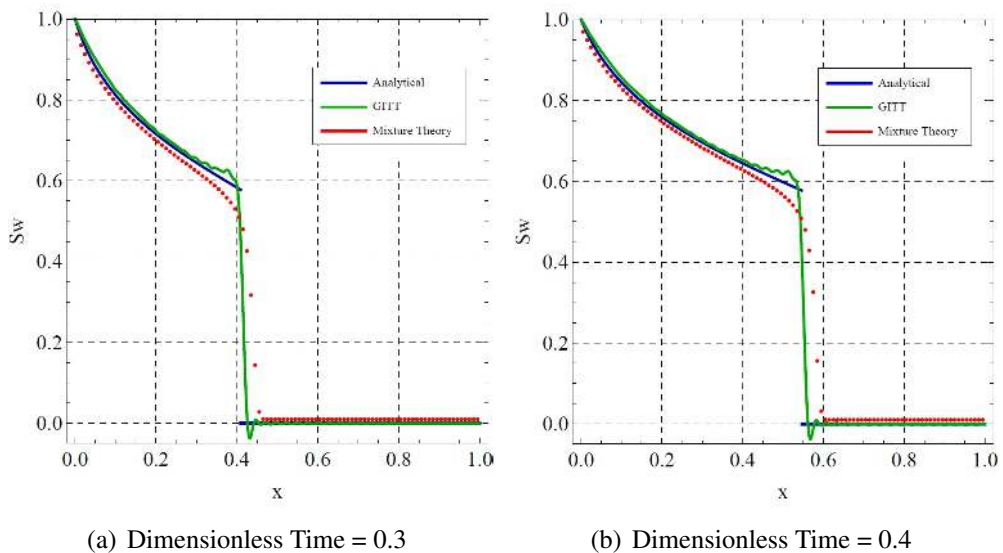 1.0
0.8
0.6
0.4
0.2
0.0
Sw
0.0 0.2 0.4 0.6 0.8 1.0
x
Analytical
GITT
Mixture Theory
(a) Dimensionless Time = 0.3
1.0
0.8
0.6
0.4
0.2
0.0
Sw
0.0 0.2 0.4 0.6 0.8 1.0
x
Analytical
GITT
Mixture Theory
(b) Dimensionless Time = 0.4